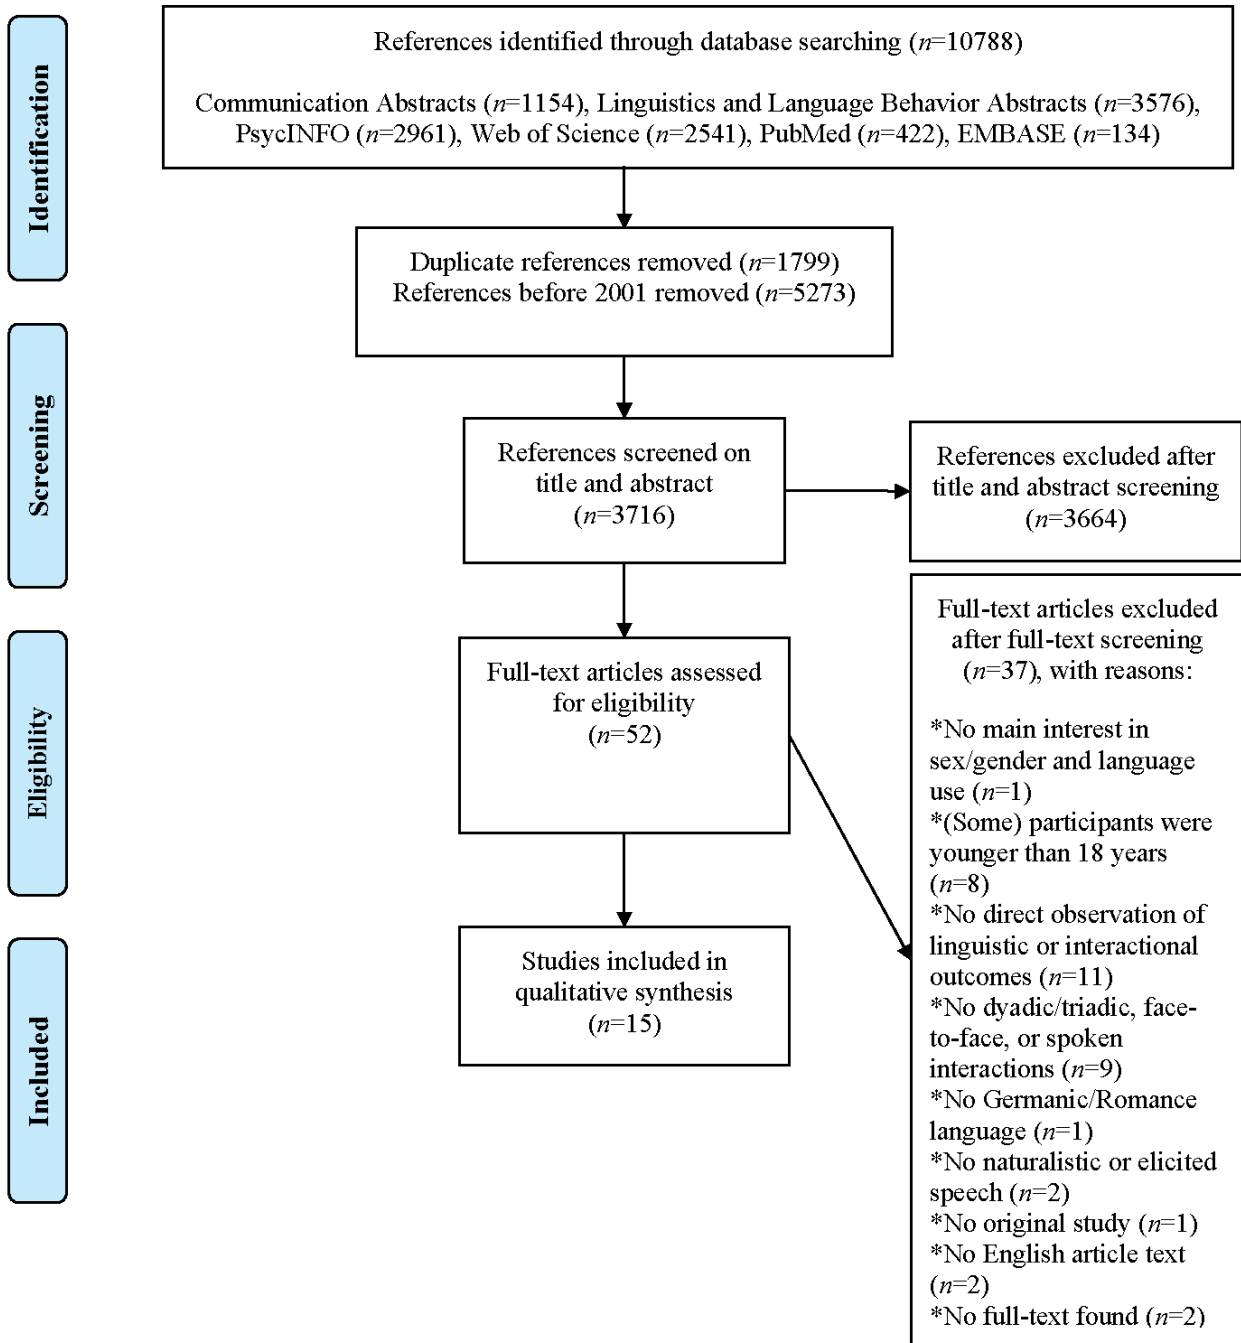 Identification
References identified through database searching (n=10788)
Communication Abstracts (n=1154), Linguistics and Language Behavior Abstracts (n=3576),
PsycINFO (n=2961), Web of Science (n=2541), PubMed (n=422), EMBASE (n=134)
Duplicate references removed (n=1799)
References before 2001 removed (n=5273)
Screening
References screened on
title and abstract
(n=3716)
References excluded after
title and abstract screening
(n=3664)
Eligibility
Full-text articles assessed
for eligibility
(n=52)
Full-text articles excluded
after full-text screening
(n=37), with reasons:
*No main interest in
sex/gender and language
use (n=1)
*(Some) participants were
younger than 18 years
(n=8)
*No direct observation of
linguistic or interactional
outcomes (n=11)
*No dyadic/triadic, face-
to-face, or spoken
interactions (n=9)
*No Germanic/Romance
language (n=1)
*No naturalistic or elicited
speech (n=2)
*No original study (n=1)
*No English article text
(n=2)
*No full-text found (n=2)
Included
Studies included in
qualitative synthesis
(n=15)